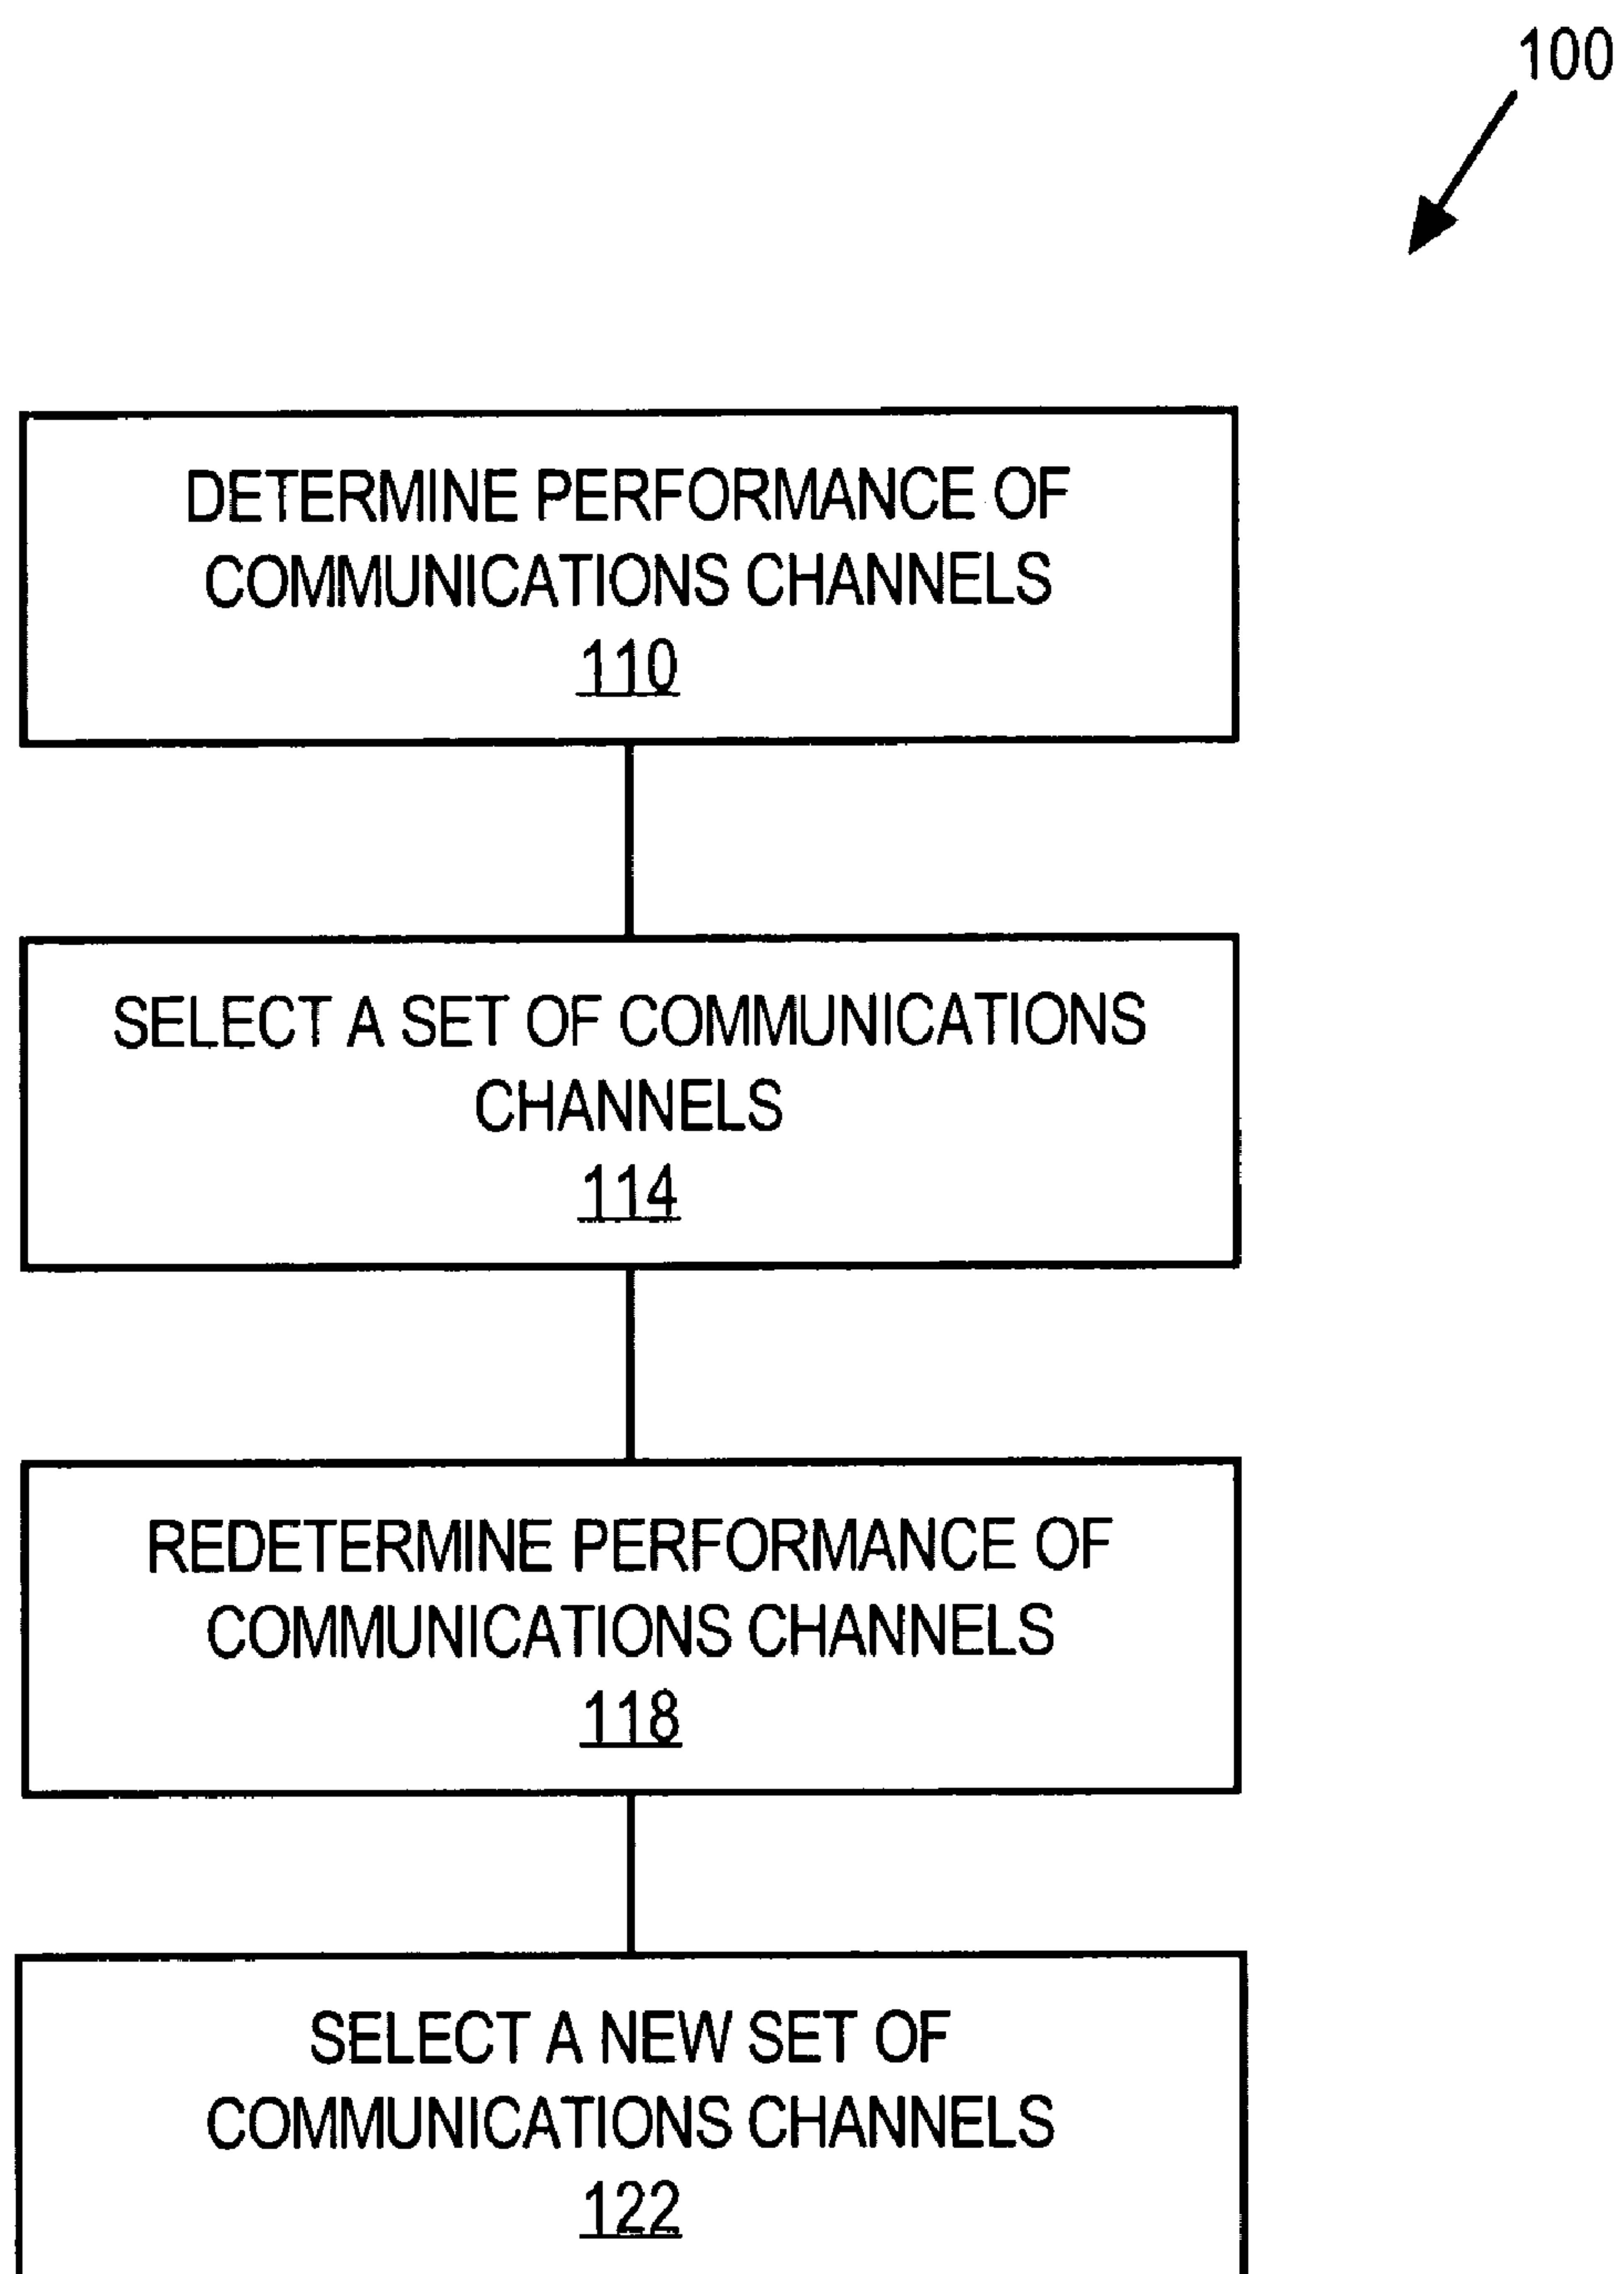 100
DETERMINE PERFORMANCE OF
COMMUNICATIONS CHANNELS
110
SELECT A SET OF COMMUNICATIONS
CHANNELS
114
REDETERMINE PERFORMANCE OF
COMMUNICATIONS CHANNELS
118
SELECT A NEW SET OF
COMMUNICATIONS CHANNELS
122